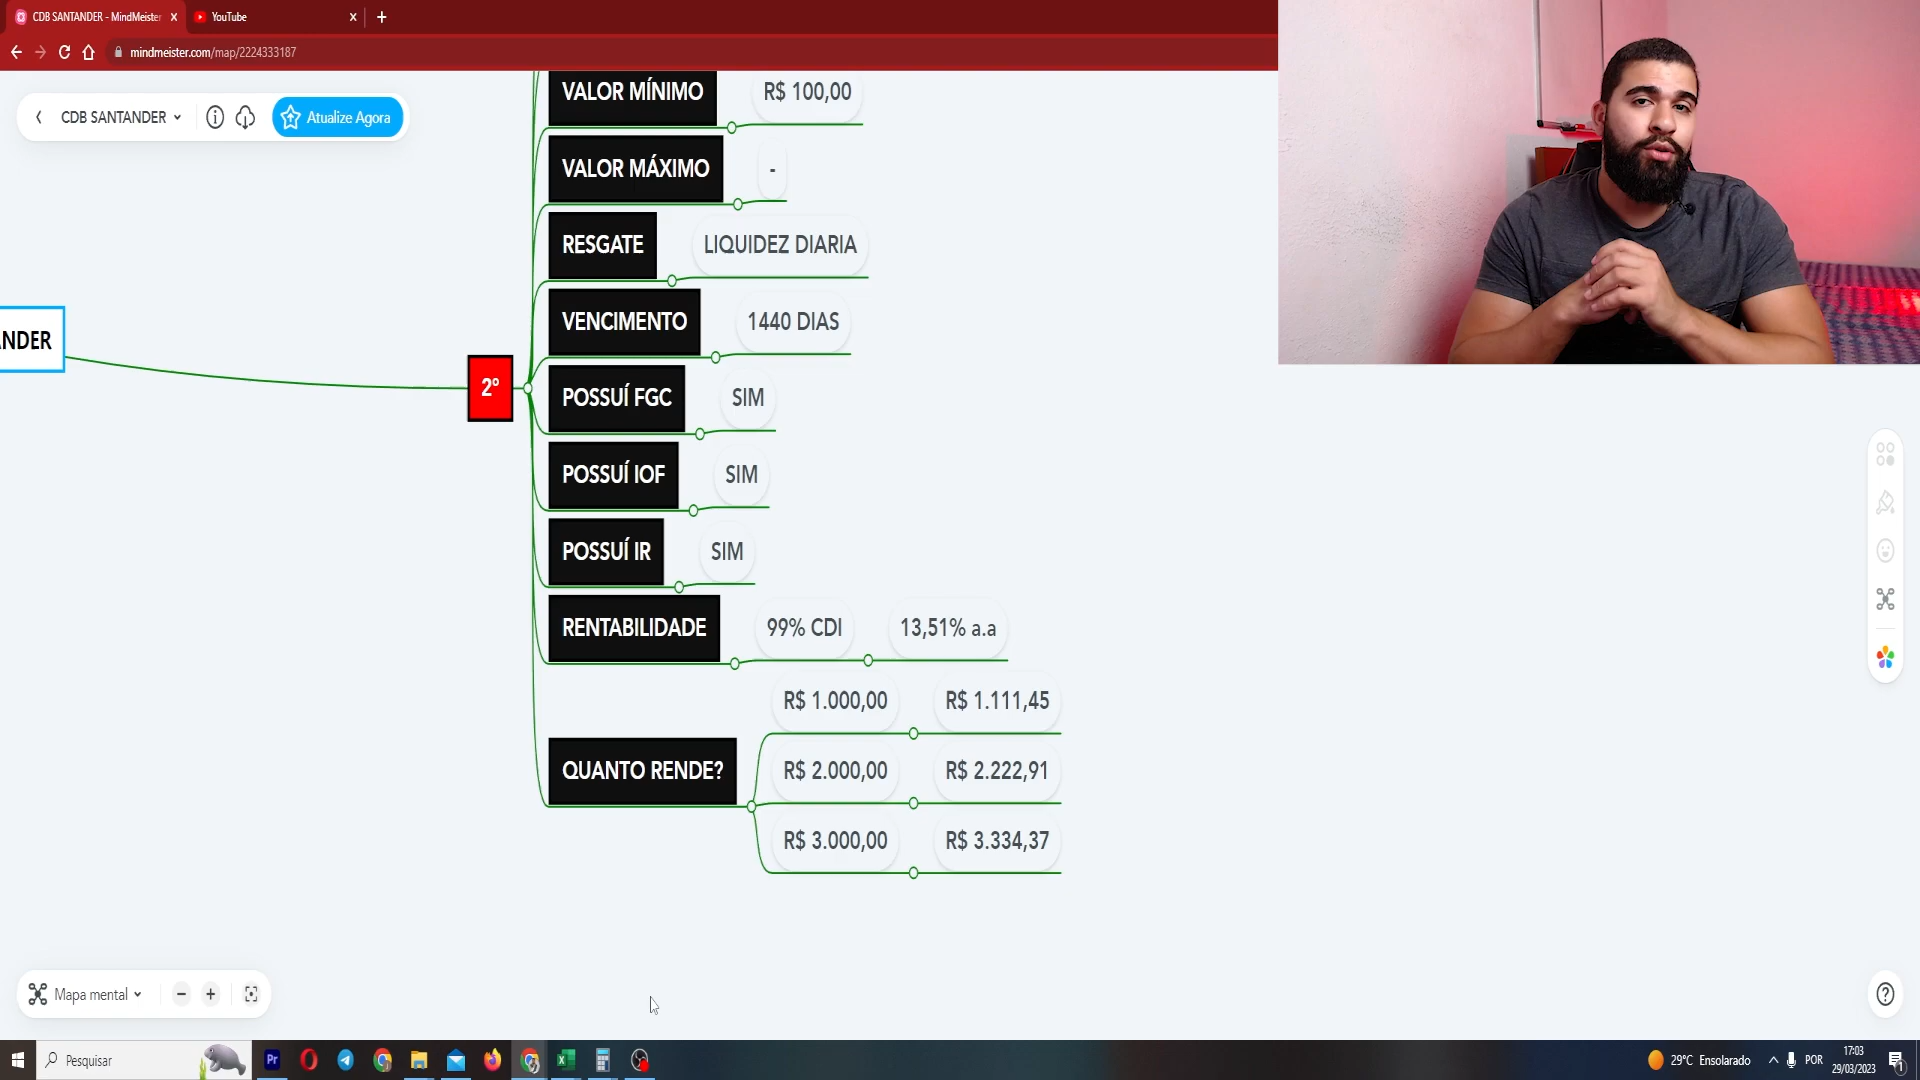 CDB SANTANDER - MindMeister
YouTube
mindmeister.com/map/2224333187
CDB SANTANDER
Atualize Agora
VALOR MÍNIMO
R$ 100,00
VALOR MÁXIMO
-
RESGATE
LIQUIDEZ DIARIA
VENCIMENTO
1440 DIAS
NDER
2º
POSSUÍ FGC
SIM
POSSUÍ IOF
SIM
POSSUÍ IR
SIM
RENTABILIDADE
99% CDI
13,51% a.a
QUANTO RENDE?
R$ 1.000,00
R$ 1.111,45
R$ 2.000,00
R$ 2.222,91
R$ 3.000,00
R$ 3.334,37
Mapa mental
Pesquisar
Pr
29°C Ensolarado
POR
17:03
29/03/2023
1